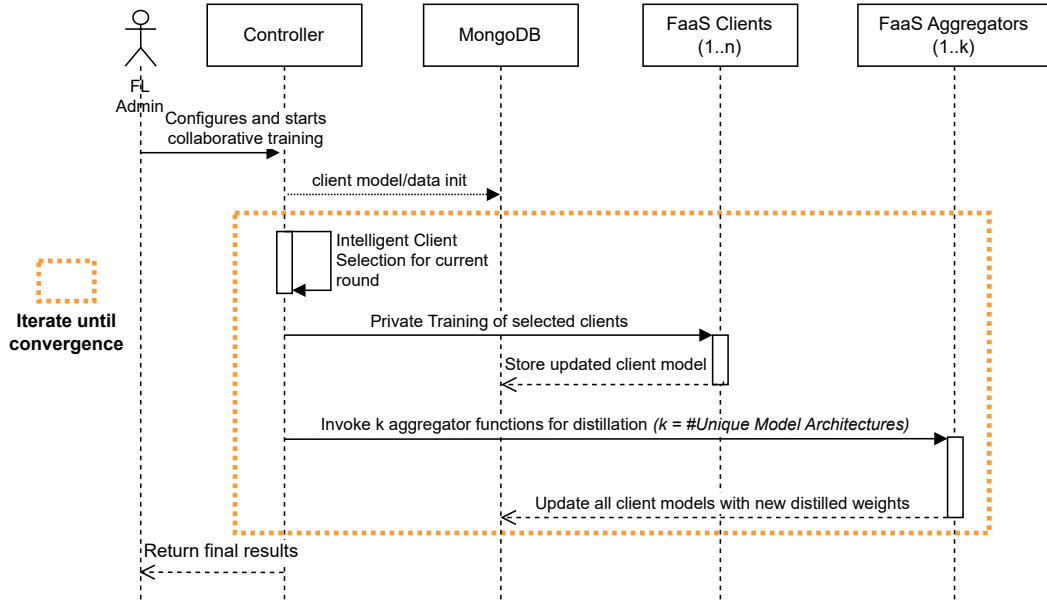 Controller
MongoDB
FaaS Clients
(1..n)
FaaS Aggregators
(1..k)
FL
Admin
Configures and starts
collaborative training
client model/data init
Intelligent Client
Selection for current
round
Iterate until
convergence
Private Training of selected clients
Store updated client model
Invoke k aggregator functions for distillation (k = #Unique Model Architectures)
Update all client models with new distilled weights
Return final results